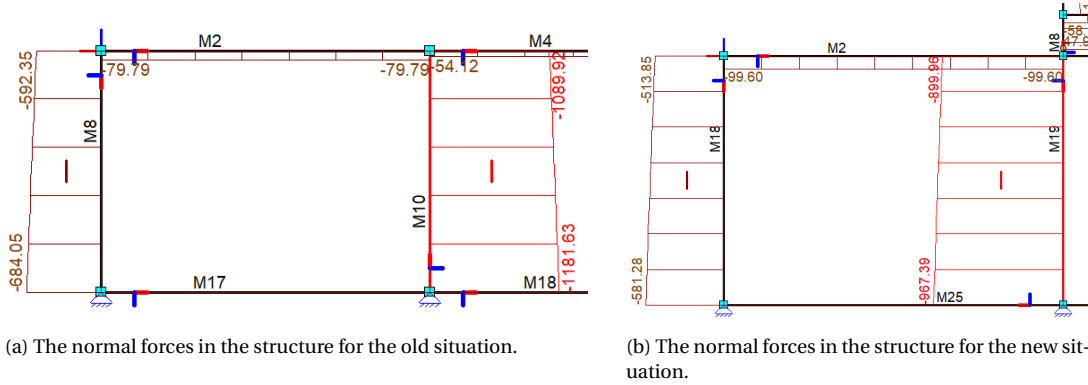 M2
M4
-79.79
-79.79
-54.12
-592.35
-1089.92
M8
M10
-684.05
-1181.63
M17
M18
(a) The normal forces in the structure for the old situation.
M8
-58.
M2
-99.60
-99.60
-513.85
-899.96
M18
M19
-581.28
-967.39
M25
(b) The normal forces in the structure for the new sit-
uation.